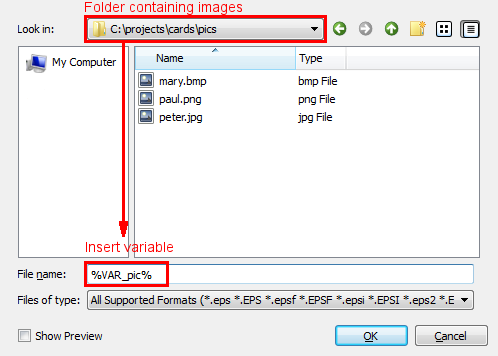 Folder containing images
Look in: C:\projects\cards\pics
My Computer
Name Type
mary.bmp bmp File
paul.png png File
peter.jpg jpg File
Insert variable
File name: %VAR_pic%
Files of type: All Supported Formats (*.eps *.EPS *.epsf *.EPSF *.epsi *.EPSI *.eps2 *.E
Show Preview OK Cancel